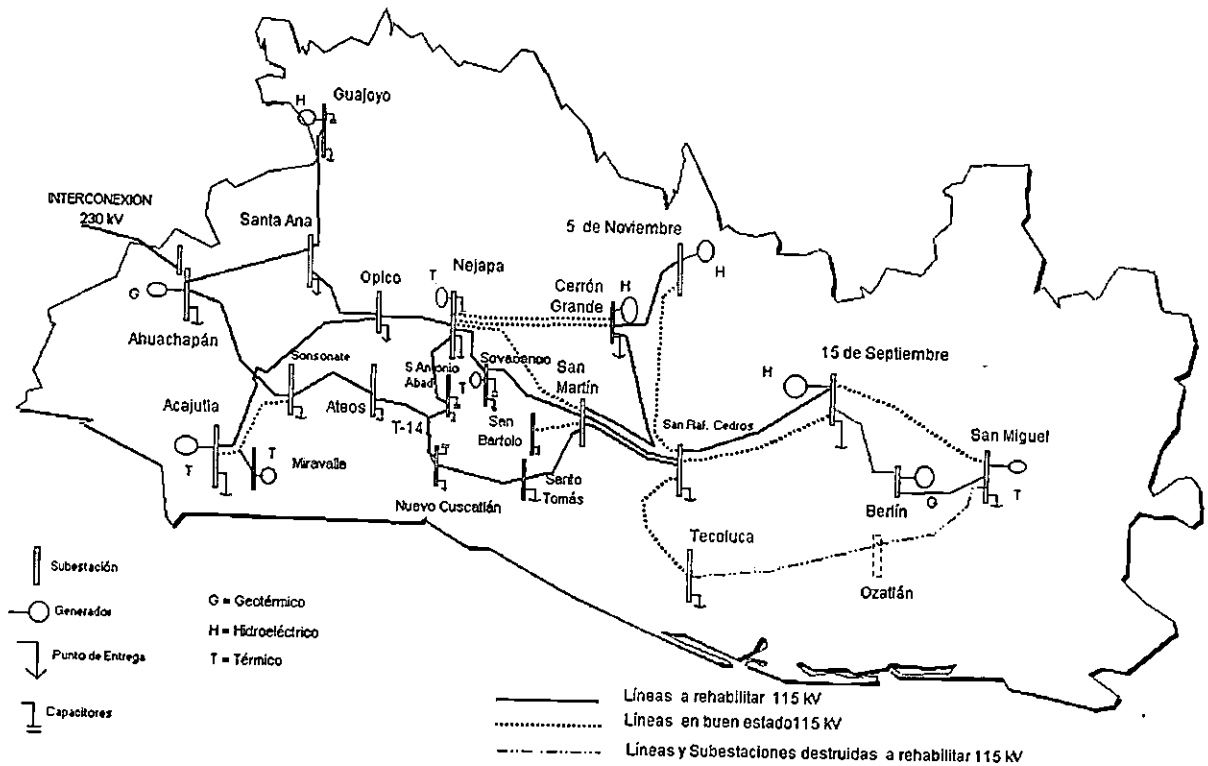 Guajoyo
H
INTERCONEXIÓN
230 kV
Santa Ana
5 de Noviembre
H
Opico
Nejapa
T
Cerrón
Grande
H
G
Ahuachapán
15 de Septiembre
H
Sonsonate
S Antonio
Abad
T
San
Martín
Acajutla
Ateos
San
Bartolo
San Raf. Cedros
San Miguel
T-14
T
T
Miravalle
Santo
Tomás
Nuevo Cuscatlán
Berlín
G
T
Tecoluca
Ozatlán
Subestación
Generados
G = Geotérmico
H = Hidroeléctrico
Punto de Entrega
T = Térmico
Capacitores
Líneas a rehabilitar 115 kV
Líneas en buen estado115 kV
Líneas y Subestaciones destruidas a rehabilitar 115 kV